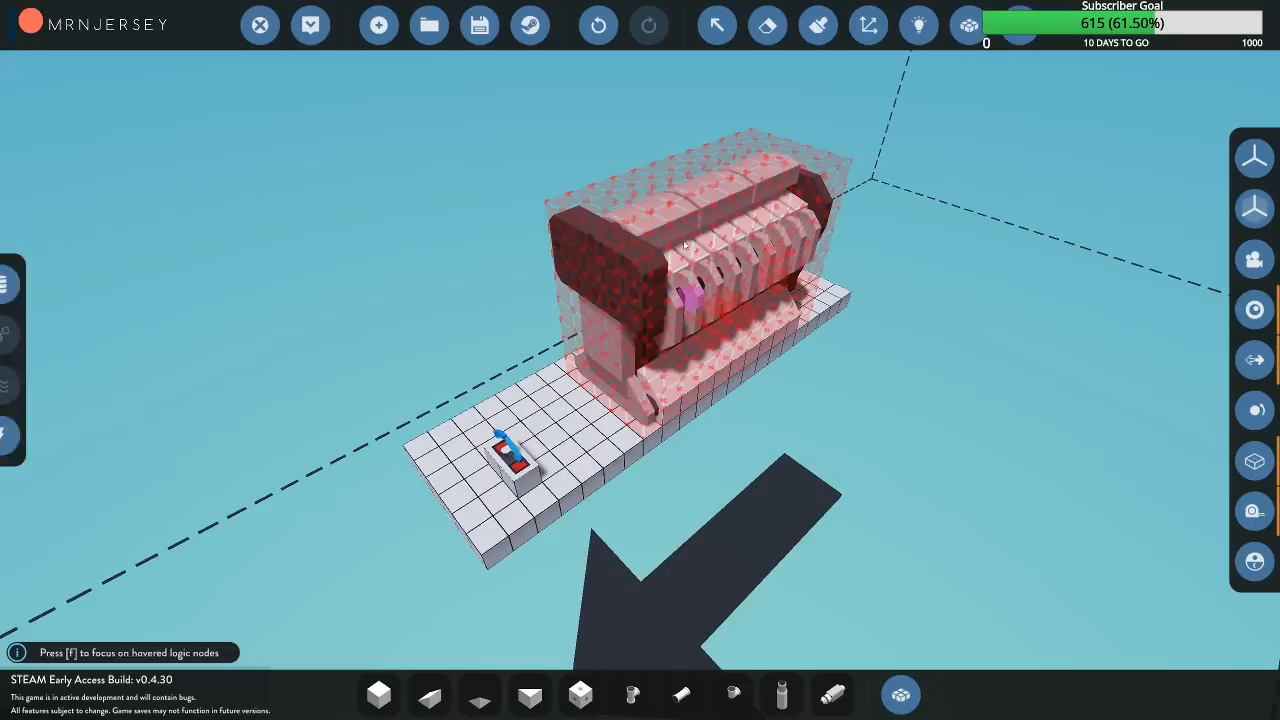 MRNJERSEY
Subscriber Goal
615 (61.50%)
0
10 DAYS TO GO
1000
Press [f] to focus on hovered logic nodes
STEAM Early Access Build: v0.4.30
This game is in active development and will contain bugs.
All features subject to change. Game saves may not function in future versions.